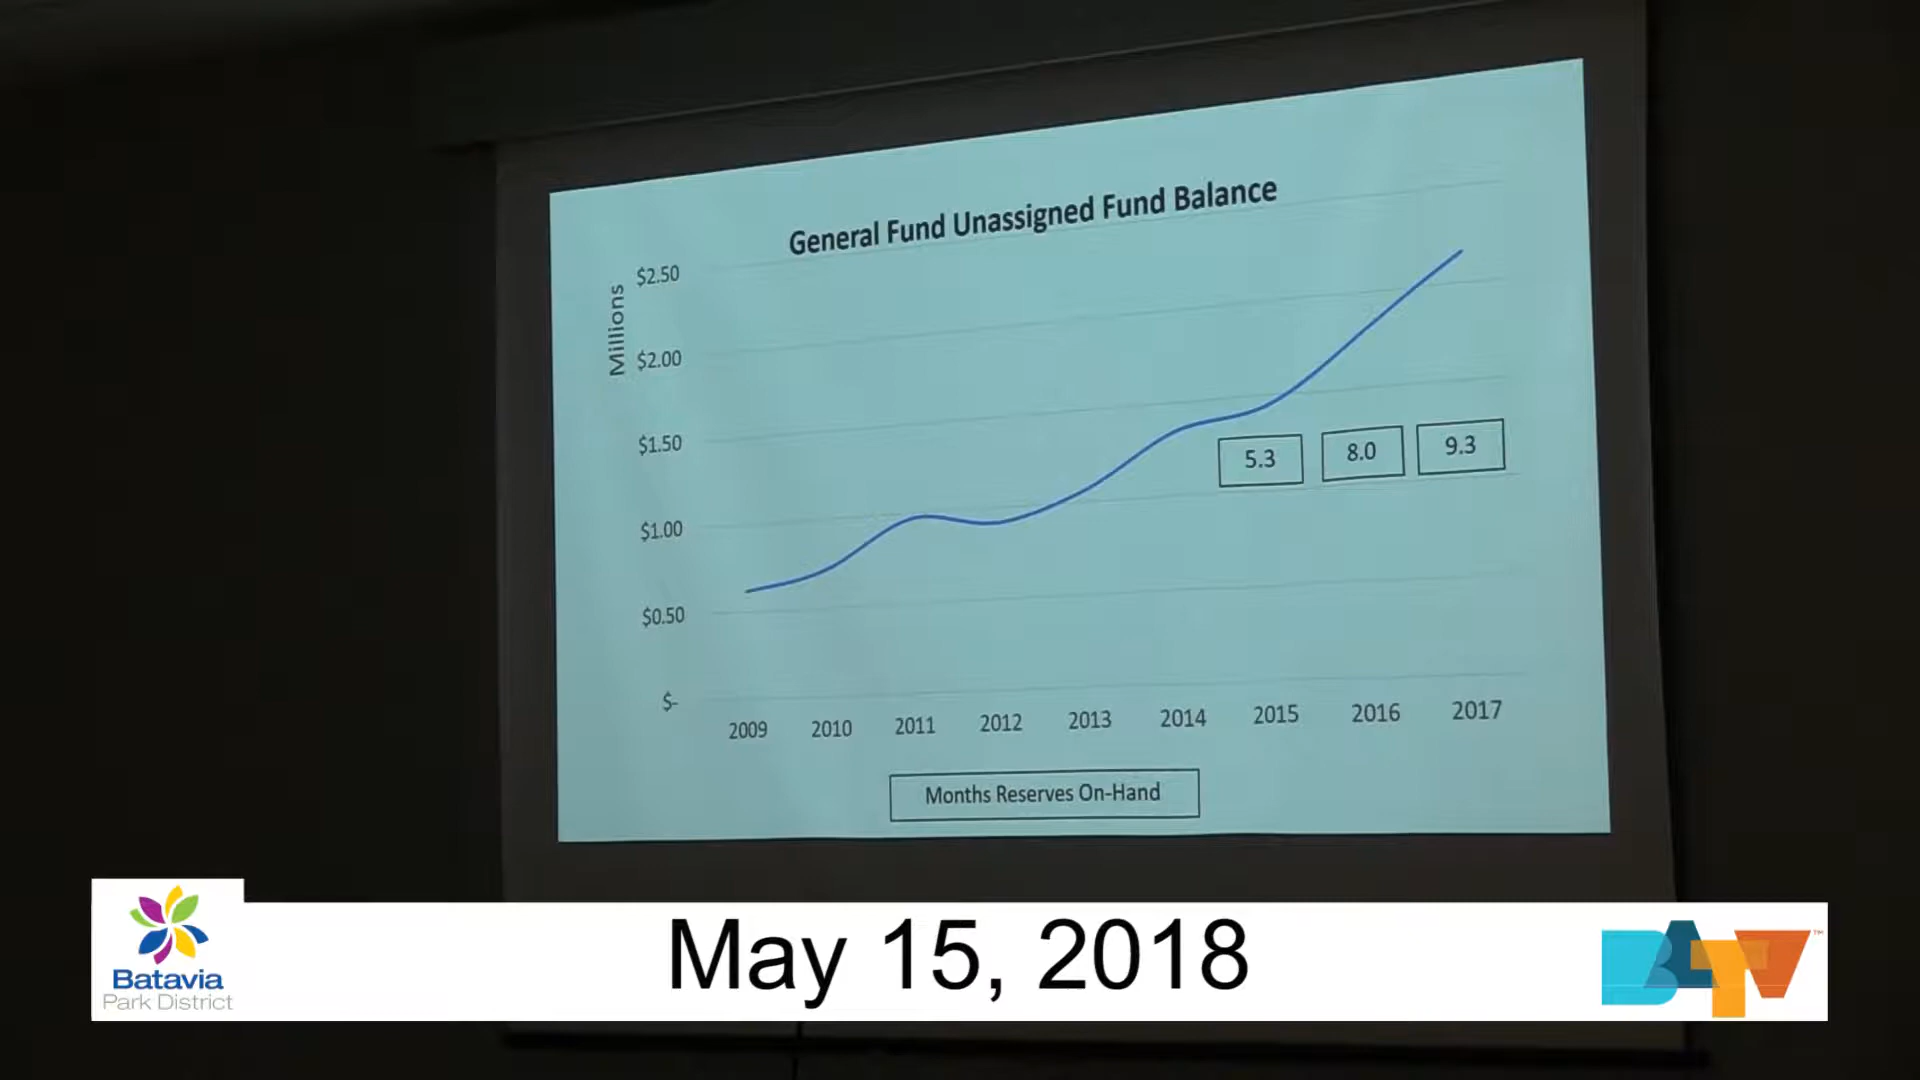 General Fund Unassigned Fund Balance
Millions
$2.50
$2.00
$1.50
$1.00
$0.50
$-
5.3 8.0 9.3
2009 2010 2011 2012 2013 2014 2015 2016 2017
Months Reserves On-Hand
Batavia
Park District
May 15, 2018
BATV
TM